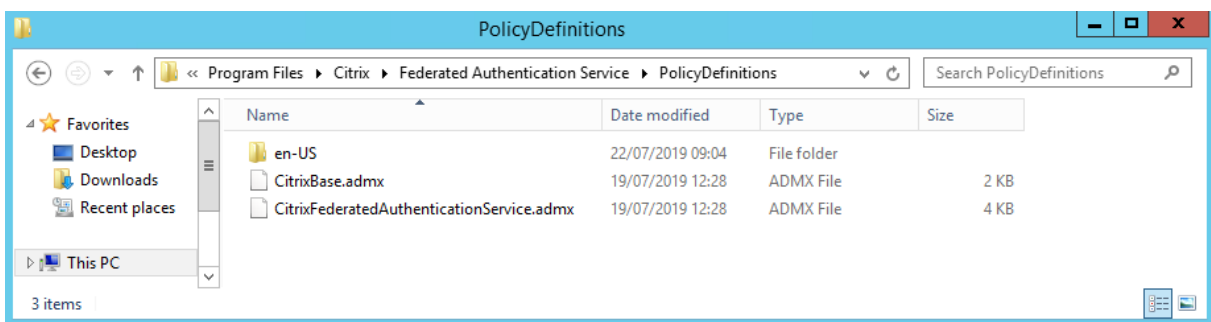 PolicyDefinitions
« Program Files ▸ Citrix ▸ Federated Authentication Service ▸ PolicyDefinitions Search PolicyDefinitions
Favorites
Desktop
Downloads
Recent places
This PC
Name Date modified Type Size
en-US 22/07/2019 09:04 File folder
CitrixBase.admx 19/07/2019 12:28 ADMX File 2 KB
CitrixFederatedAuthenticationService.admx 19/07/2019 12:28 ADMX File 4 KB
3 items